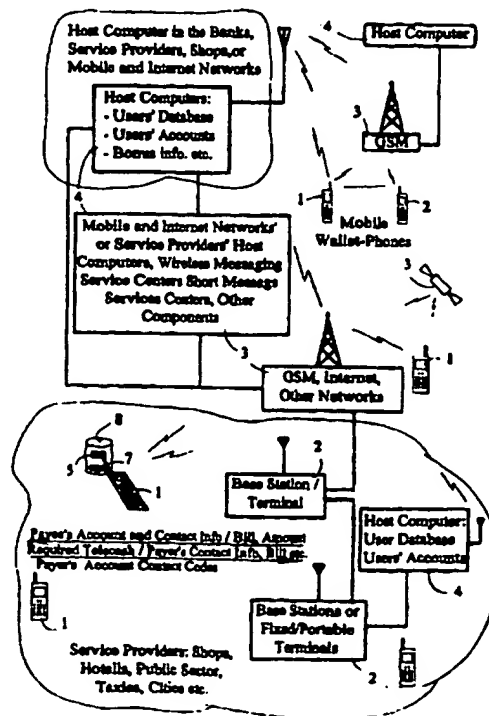 Host Computer in the Banks,
Service Providers, Shops,or
Mobile and Internet Networks
Host Computers:
- Users' Database
- Users' Accounts
- Bonus info. etc.
4
4
Host Computer
3
GSM
1
2
Mobile
Wallet-Phones
Mobile and Internet Networks'
or Service Providers' Host
Computers, Wireless Messaging
Service Centers Short Message
Services Centers, Other
Components
3
3
1
GSM, Internet,
Other Networks
8
5
7
1
2
Base Station /
Terminal
Host Computer:
User Database
Users' Accounts
4
Payee's Account and Contact Info / Bill, Amount
Required Telecash / Payer's Contact Info, Bill etc.
Payer's Account Contact Codes
1
Base Stations or
Fixed/Portable
Terminals
2
Service Providers: Shops,
Hotells, Public Sector,
Taxies, Cities etc.